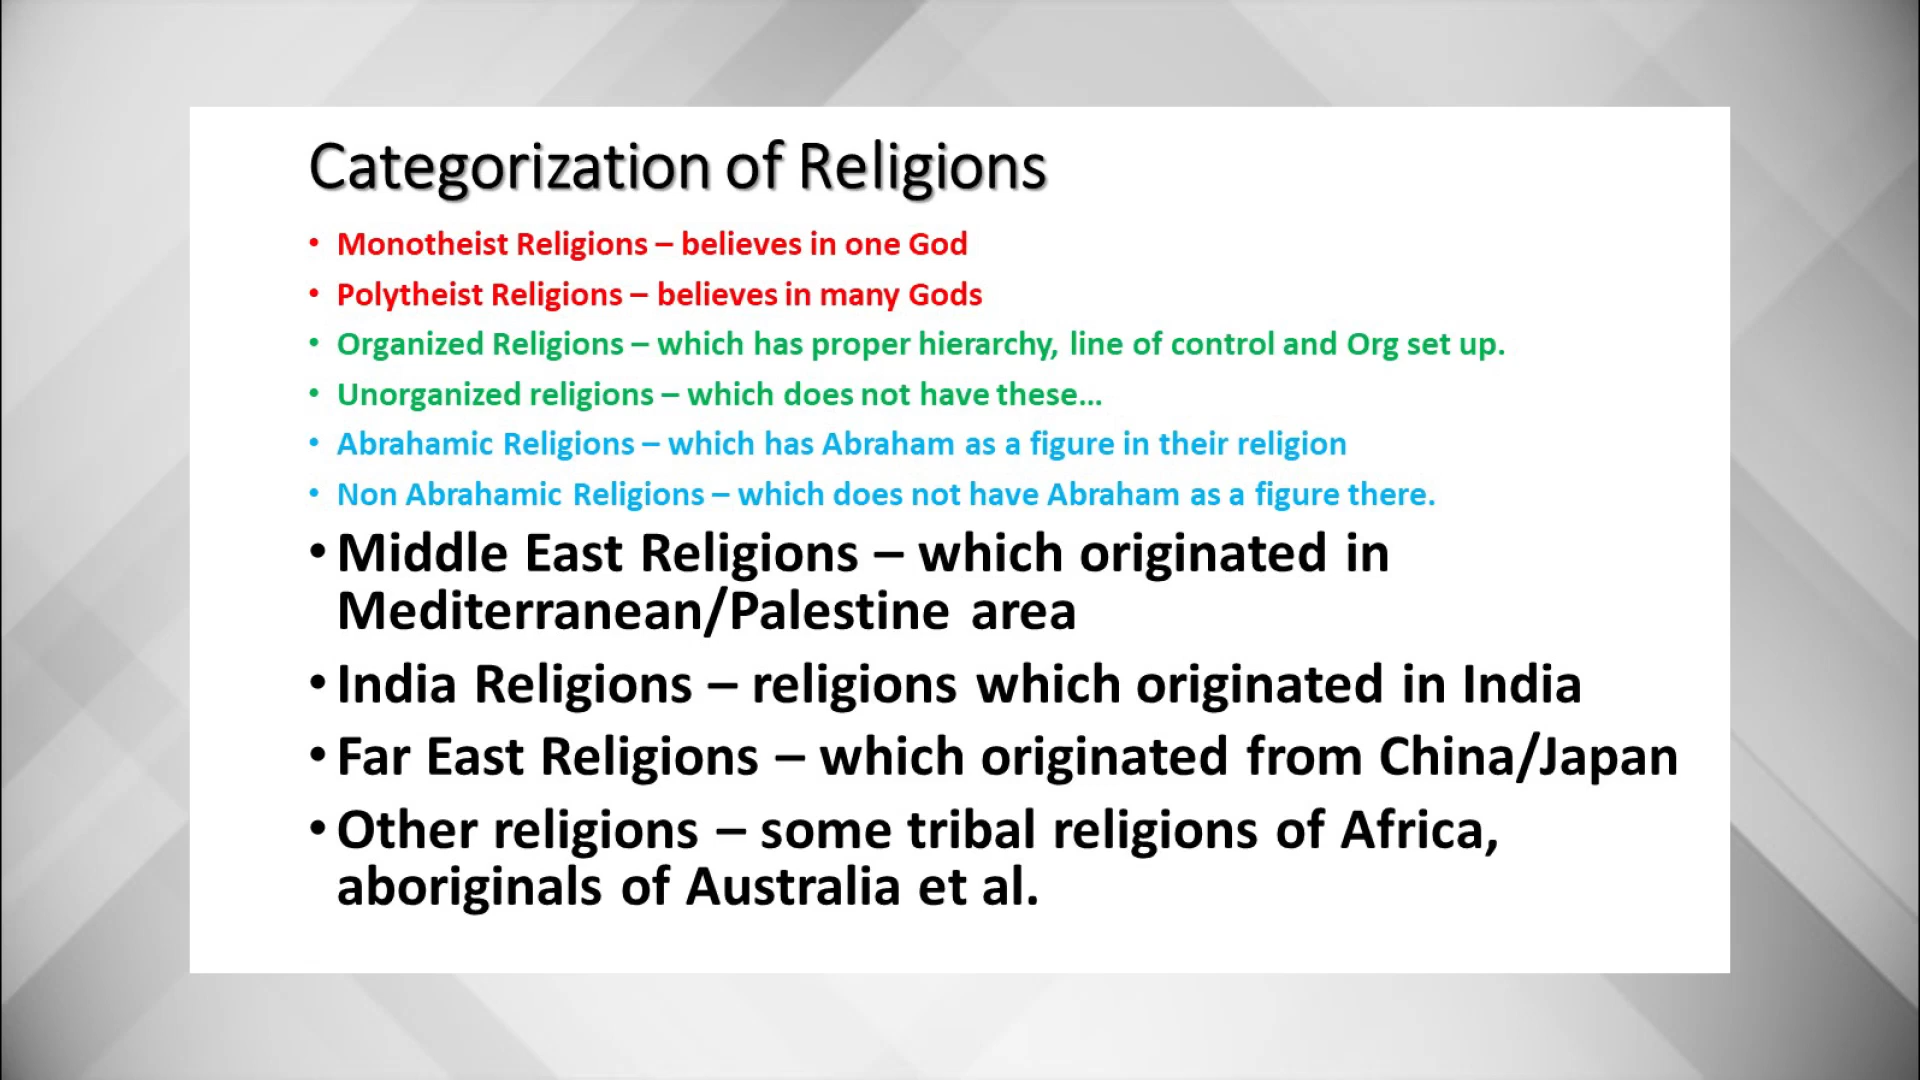 Categorization of Religions
• Monotheist Religions – believes in one God
• Polytheist Religions – believes in many Gods
• Organized Religions – which has proper hierarchy, line of control and Org set up.
• Unorganized religions – which does not have these...
• Abrahamic Religions – which has Abraham as a figure in their religion
• Non Abrahamic Religions – which does not have Abraham as a figure there.
• Middle East Religions – which originated in
Mediterranean/Palestine area
• India Religions – religions which originated in India
• Far East Religions – which originated from China/Japan
• Other religions – some tribal religions of Africa,
aboriginals of Australia et al.